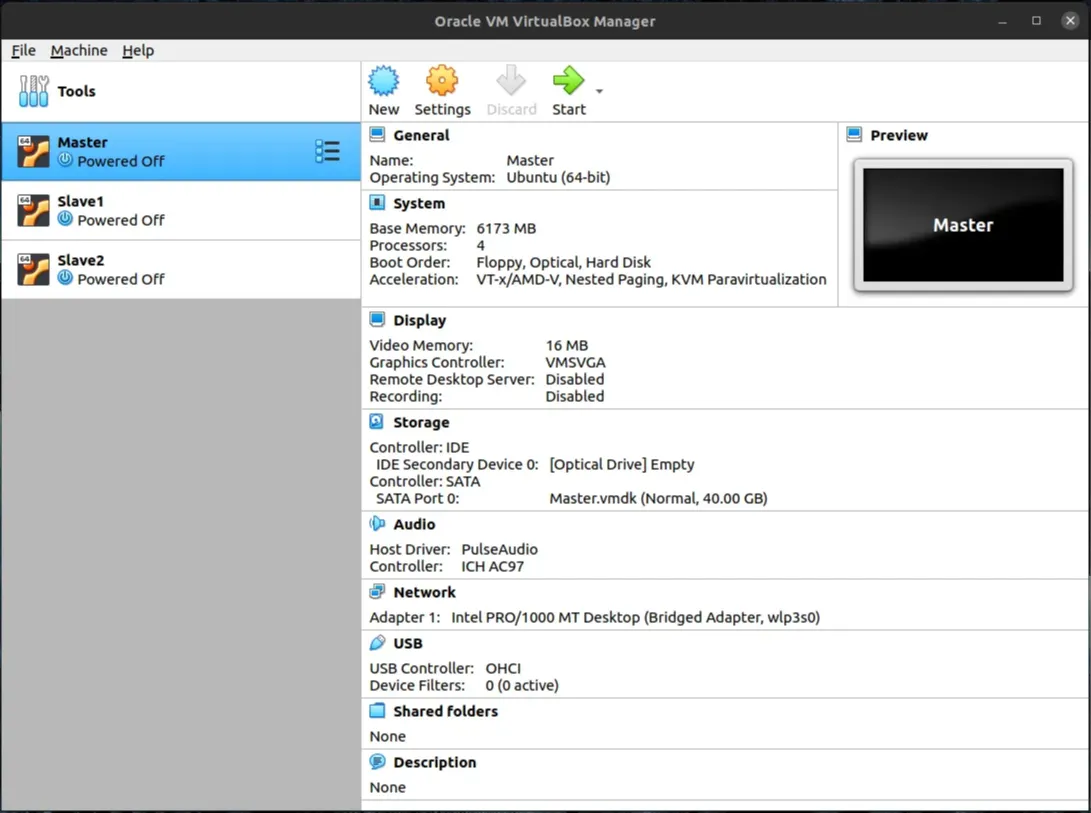 Oracle VM VirtualBox Manager
File Machine Help
Tools
New Settings Discard Start
64
Master
Powered Off
64
Slave1
Powered Off
64
Slave2
Powered Off
General
Name: Master
Operating System: Ubuntu (64-bit)
System
Base Memory: 6173 MB
Processors: 4
Boot Order: Floppy, Optical, Hard Disk
Acceleration: VT-x/AMD-V, Nested Paging, KVM Paravirtualization
Preview
Master
Display
Video Memory: 16 MB
Graphics Controller: VMSVGA
Remote Desktop Server: Disabled
Recording: Disabled
Storage
Controller: IDE
IDE Secondary Device 0: [Optical Drive] Empty
Controller: SATA
SATA Port 0: Master.vmdk (Normal, 40.00 GB)
Audio
Host Driver: PulseAudio
Controller: ICH AC97
Network
Adapter 1: Intel PRO/1000 MT Desktop (Bridged Adapter, wlp3s0)
USB
USB Controller: OHCI
Device Filters: 0 (0 active)
Shared folders
None
Description
None